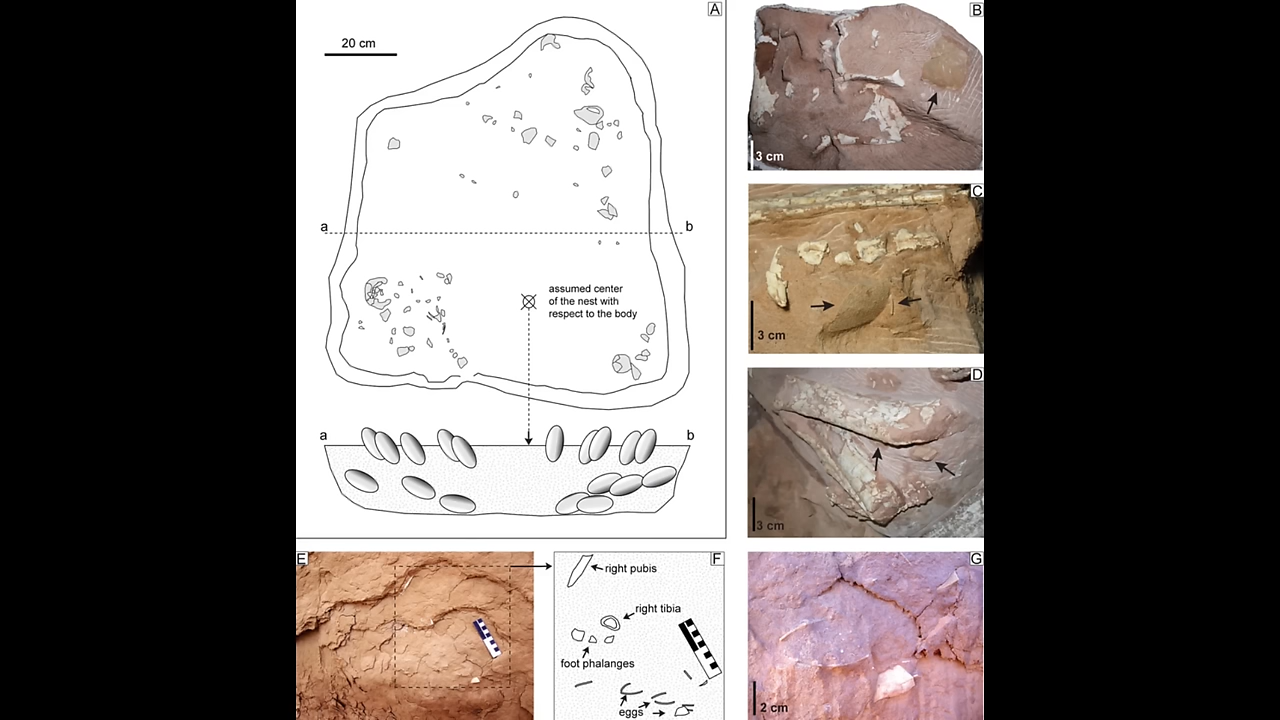 A
20 cm
a
b
assumed center
of the nest with
respect to the body
a
b
B
3 cm
C
3 cm
D
3 cm
E
F
right pubis
right tibia
foot phalanges
eggs
G
2 cm